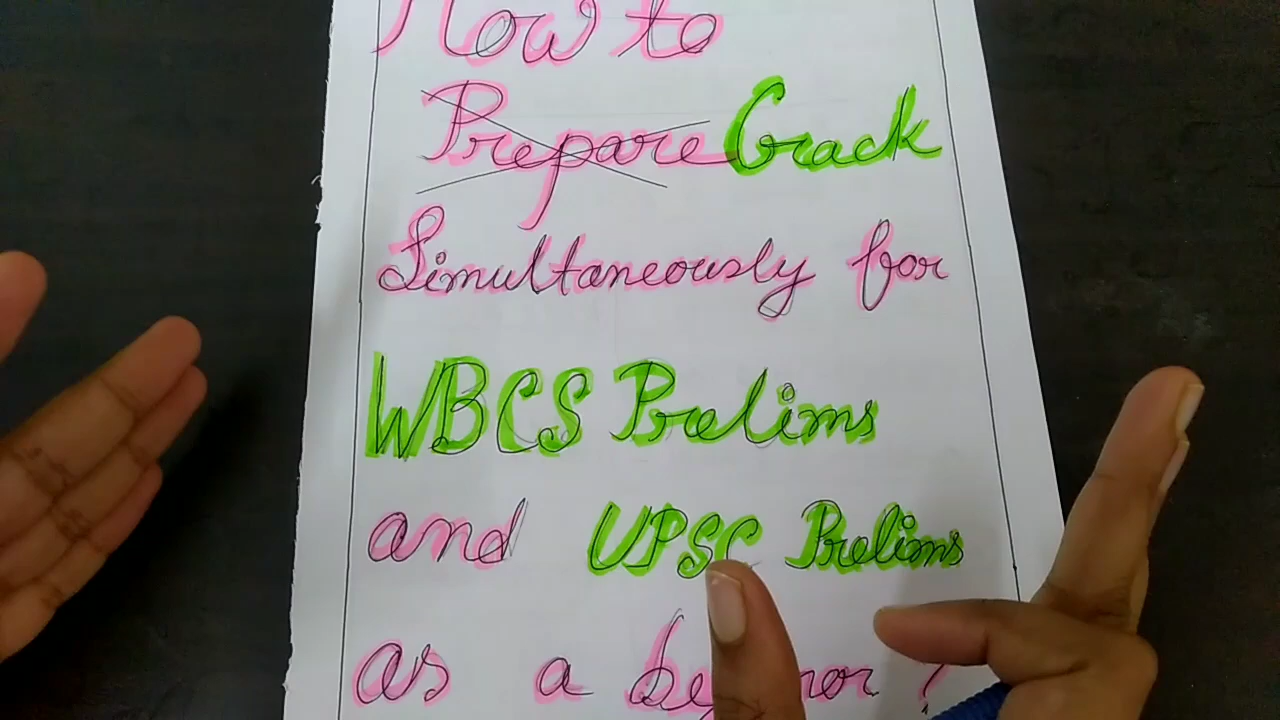 How to
Prepare Crack
Simultaneously for
WBCS Prelims
and UPSC Prelims
as a